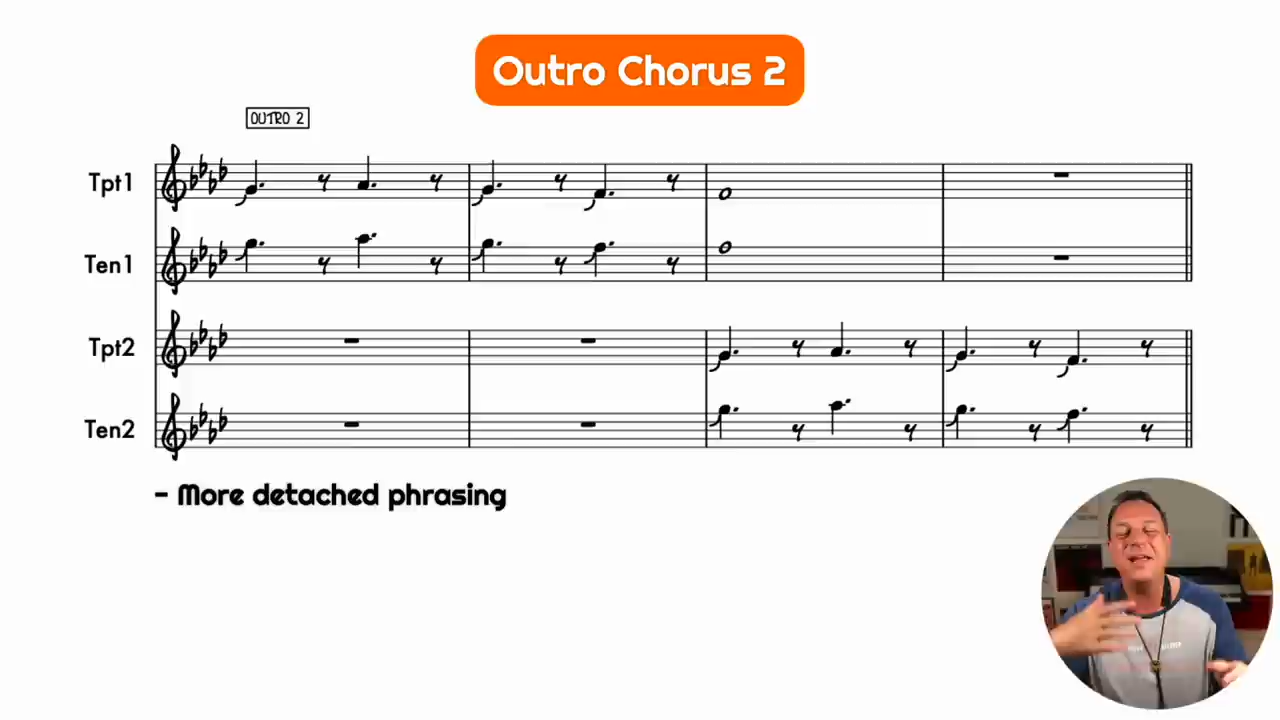 Outro Chorus 2
OUTRO 2
Tpt1
Ten1
Tpt2
Ten2
- More detached phrasing